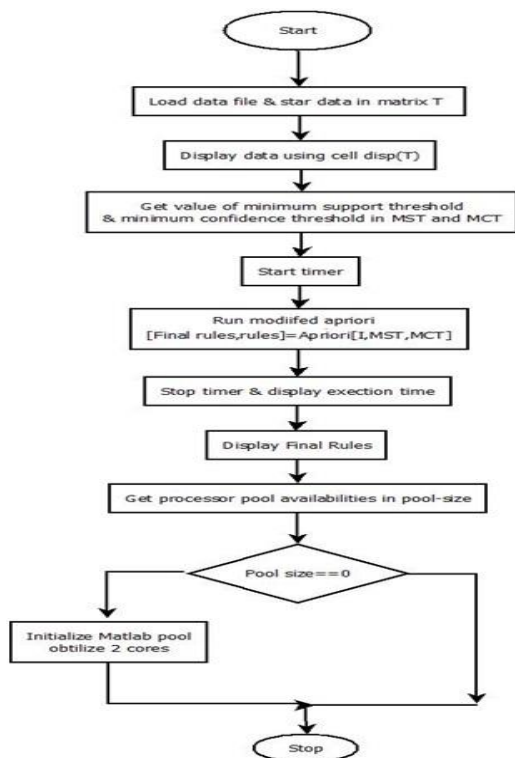 Start
Load data file & star data in matrix T
Display data using cell disp(T)
Get value of minimum support threshold
& minimum confidence threshold in MST and MCT
Start timer
Run modiifed apriori
[Final rules,rules]=Apriori[I,MST,MCT]
Stop timer & display exection time
Display Final Rules
Get processor pool availabilities in pool-size
Pool size==0
Initialize Matlab pool
obtilize 2 cores
Stop